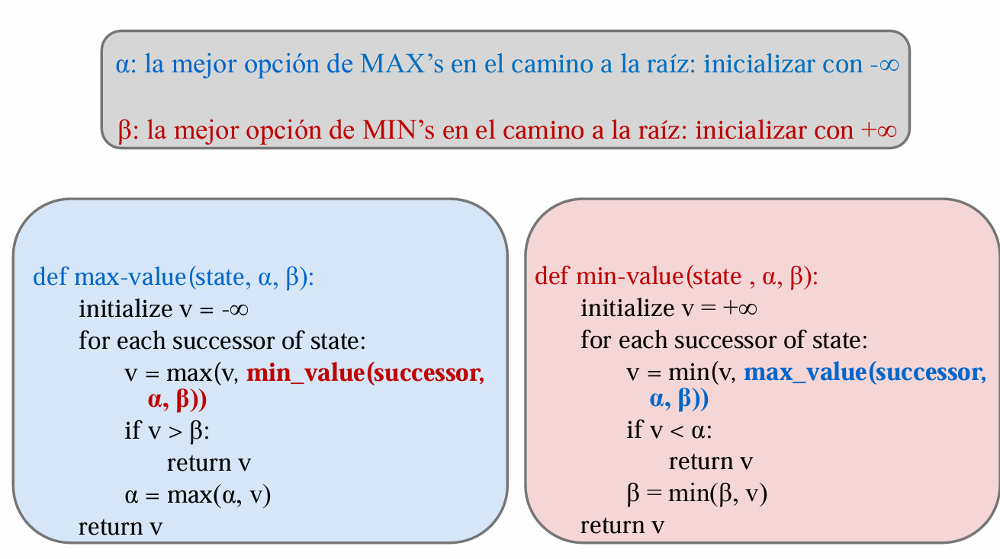 α: la mejor opción de MAX’s en el camino a la raíz: inicializar con -∞
β: la mejor opción de MIN’s en el camino a la raíz: inicializar con +∞
def max-value(state, α, β):
initialize v = -∞
for each successor of state:
v = max(v, min_value(successor,
α, β))
if v > β:
return v
α = max(α, v)
return v
def min-value(state , α, β):
initialize v = +∞
for each successor of state:
v = min(v, max_value(successor,
α, β))
if v < α:
return v
β = min(β, v)
return v